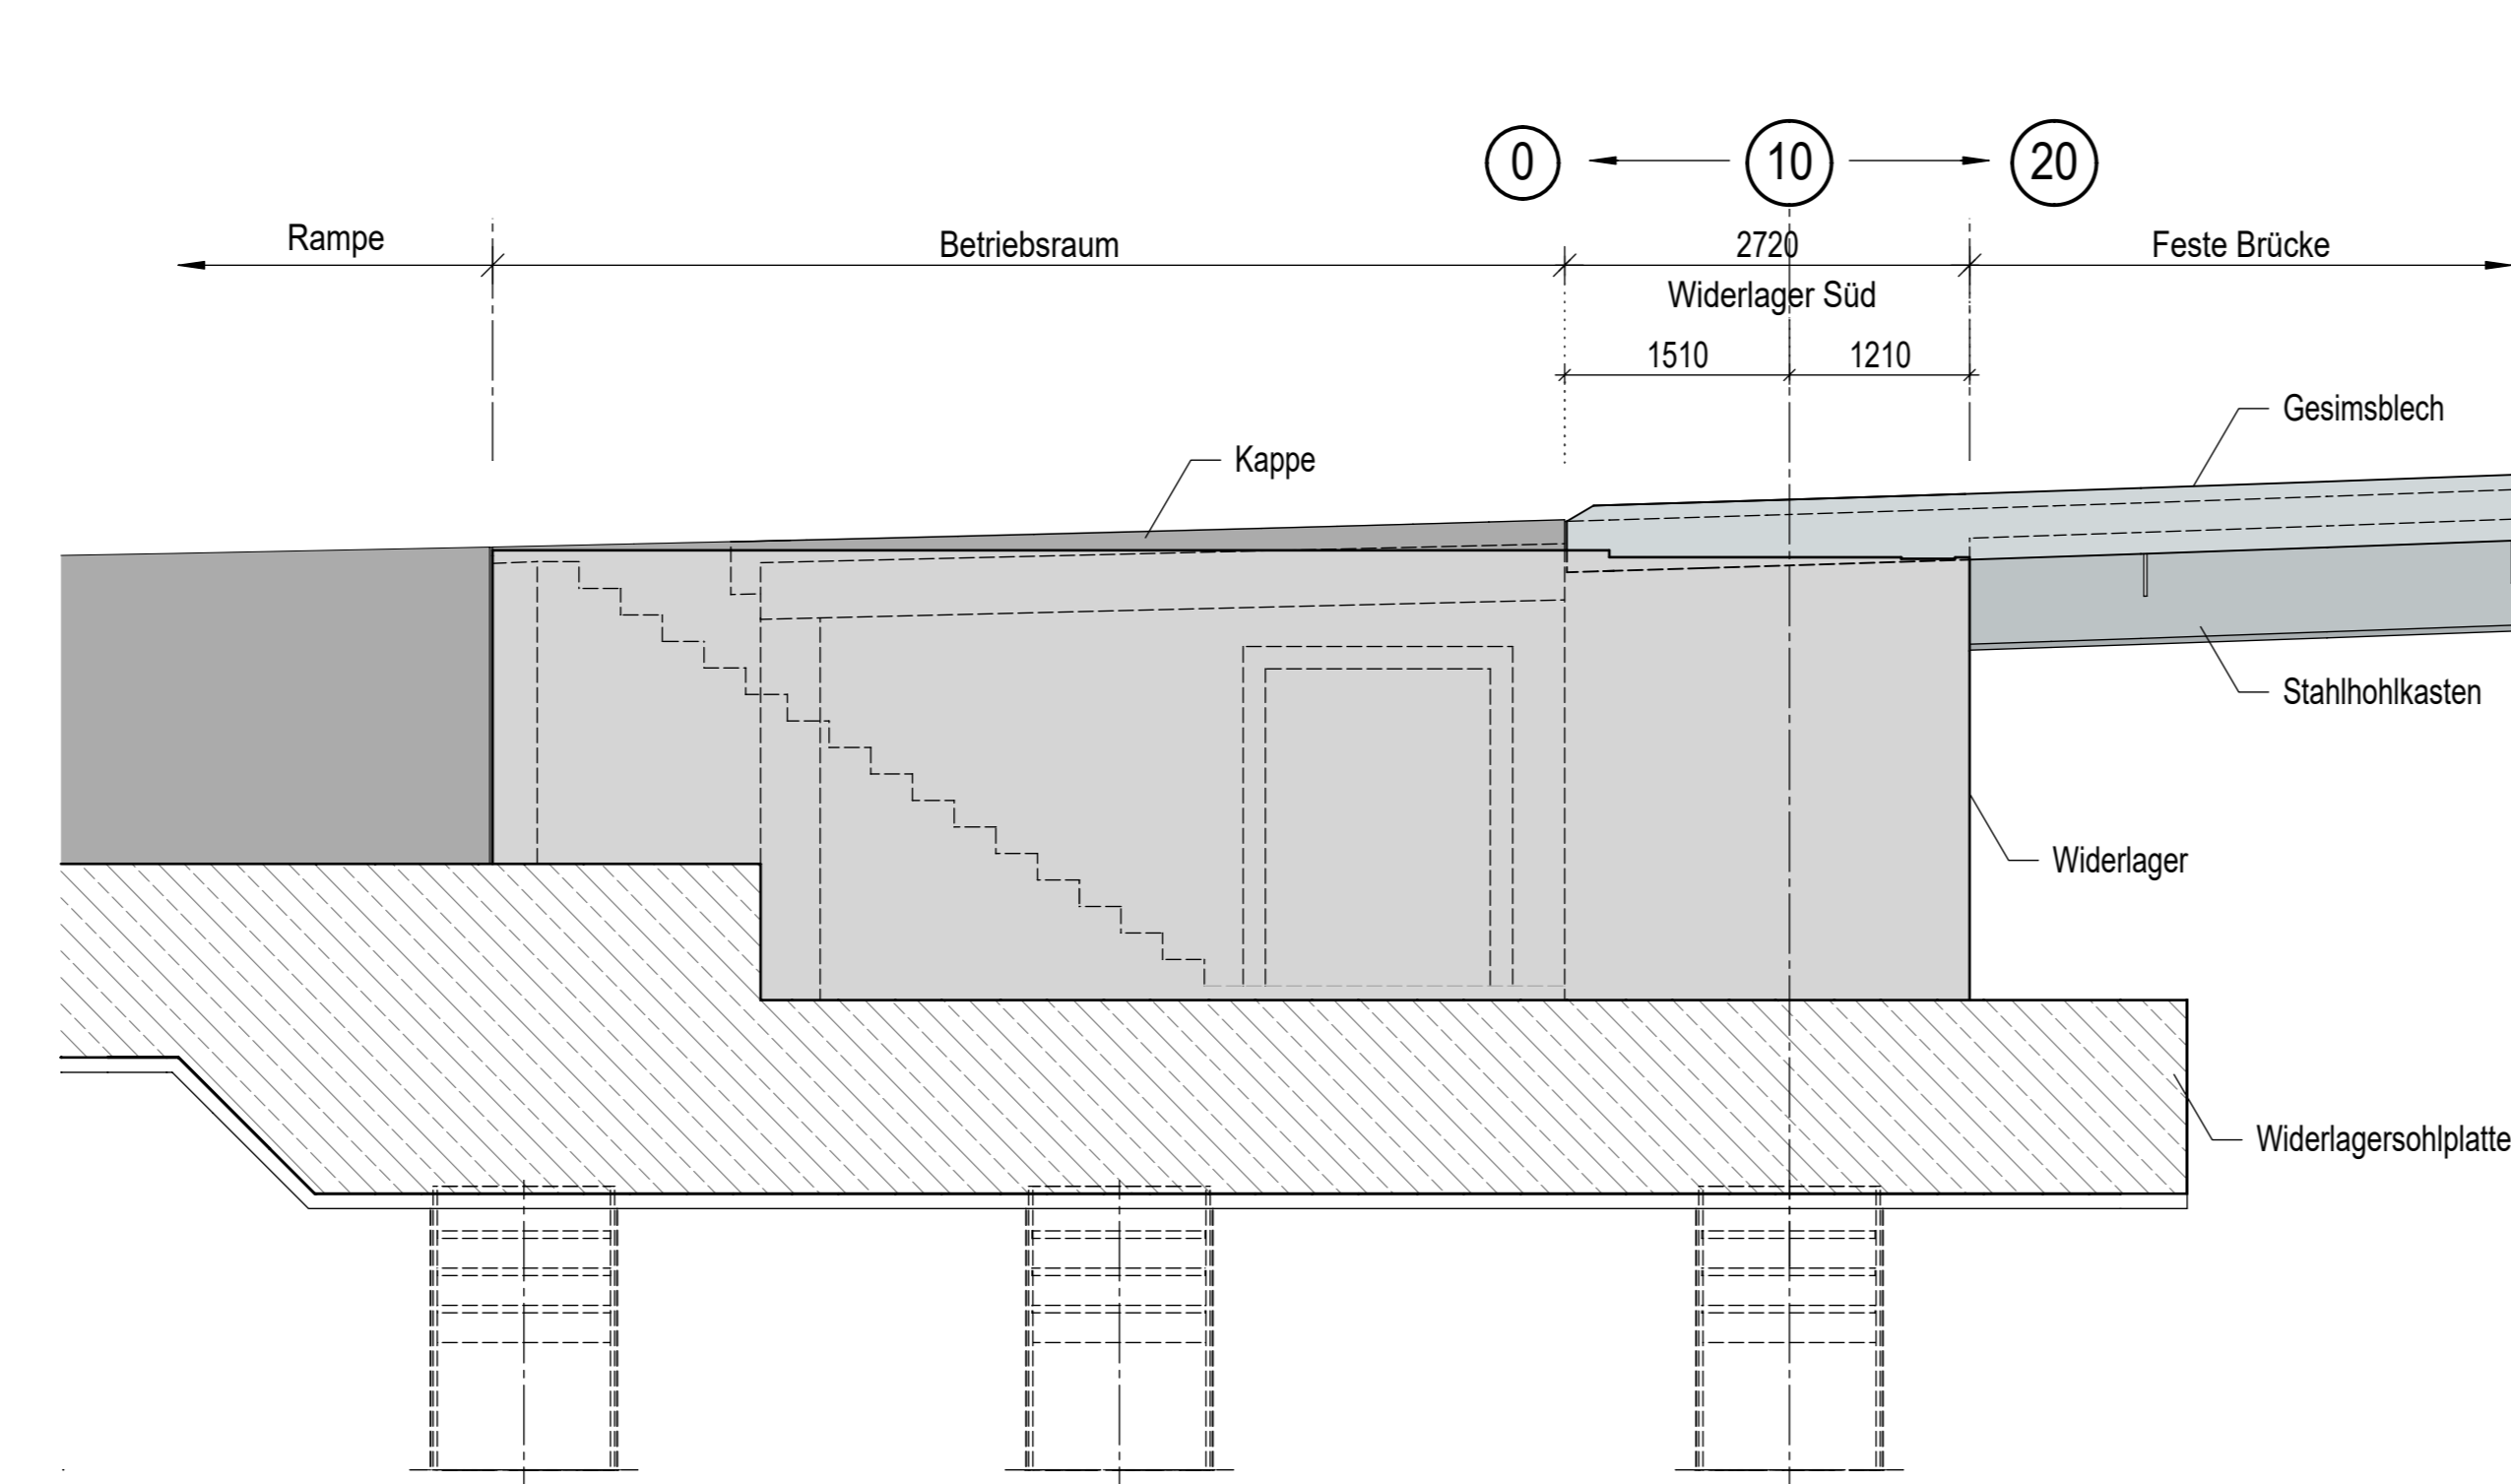 0
10
20
Rampe
Betriebsraum
2720
Feste Brücke
Widerlager Süd
1510
1210
Gesimsblech
Kappe
Stahlhohlkasten
Widerlager
Widerlagersohlplatte